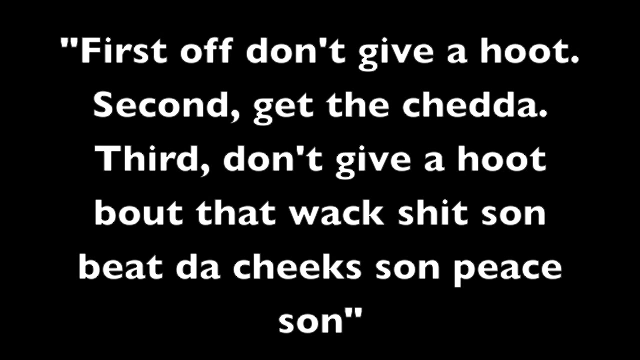 "First off don't give a hoot.
Second, get the chedda.
Third, don't give a hoot
bout that wack shit son
beat da cheeks son peace
son"